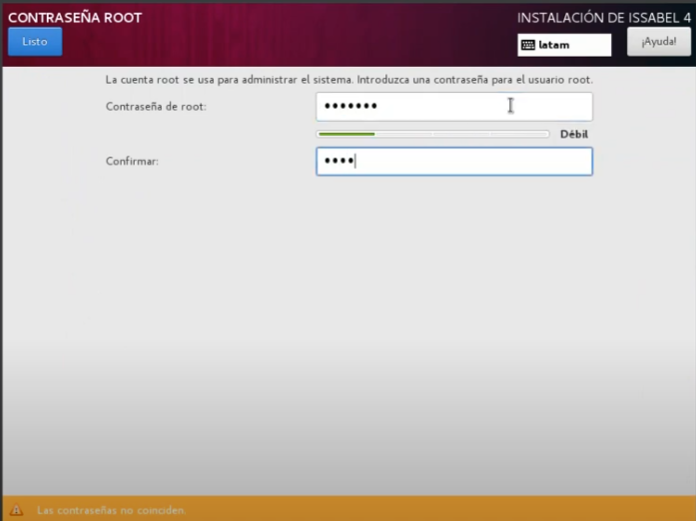 CONTRASEÑA ROOT
INSTALACIÓN DE ISSABEL 4
Listo
latam
¡Ayuda!
La cuenta root se usa para administrar el sistema. Introduzca una contraseña para el usuario root.
Contraseña de root:
•••••••
Débil
Confirmar:
••••
Las contraseñas no coinciden.